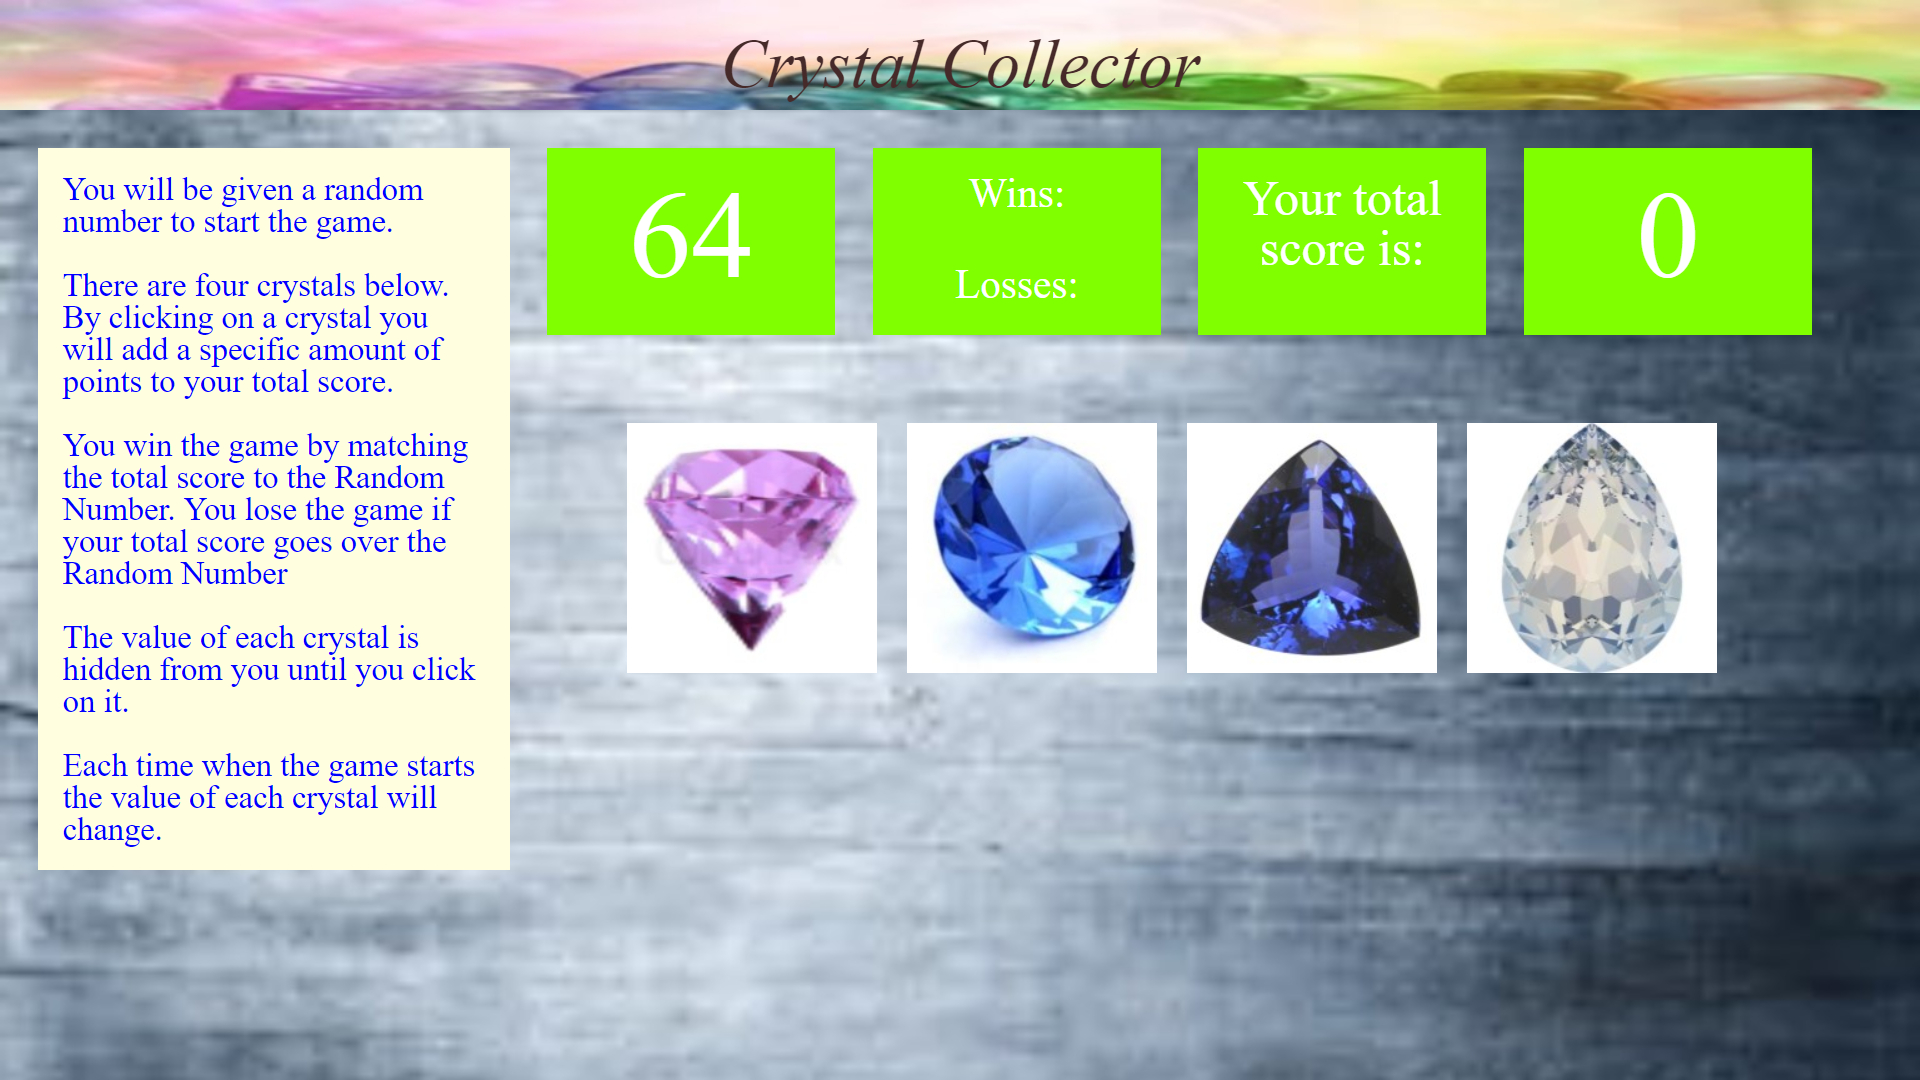 Crystal Collector
You will be given a random
number to start the game.
There are four crystals below.
By clicking on a crystal you
will add a specific amount of
points to your total score.
You win the game by matching
the total score to the Random
Number. You lose the game if
your total score goes over the
Random Number
The value of each crystal is
hidden from you until you click
on it.
Each time when the game starts
the value of each crystal will
change.
64
Wins:
Losses:
Your total
score is:
0